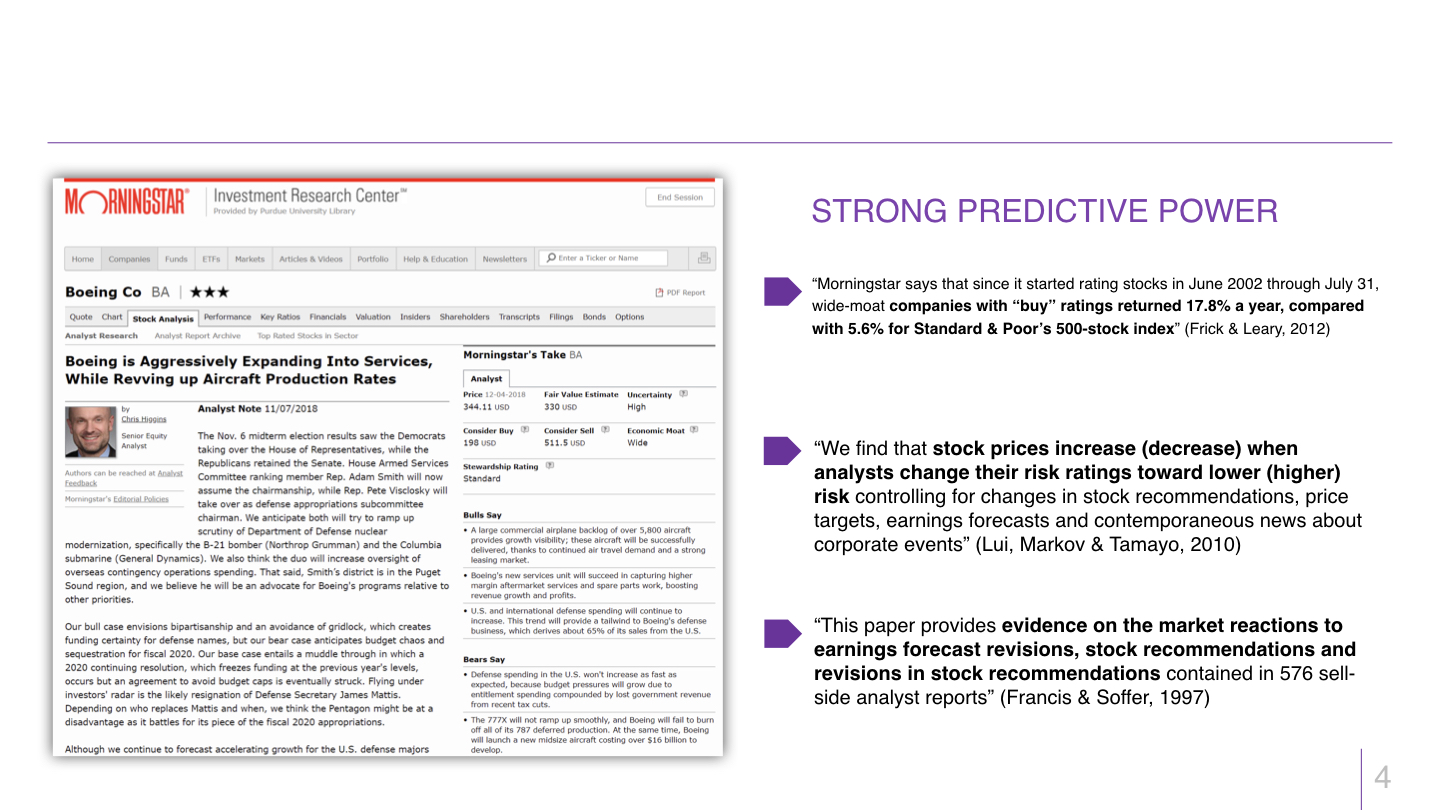 MORNINGSTAR® Investment Research Center℠
Provided by Purdue University Library
End Session
Home Companies Funds ETFs Markets Articles & Videos Portfolio Help & Education Newsletters Enter a Ticker or Name
Boeing Co BA | ★★★
PDF Report
Quote Chart Stock Analysis Performance Key Ratios Financials Valuation Insiders Shareholders Transcripts Filings Bonds Options
Analyst Research Analyst Report Archive Top Rated Stocks in Sector
Boeing is Aggressively Expanding Into Services,
While Revving up Aircraft Production Rates
by
Chris Higgins
Senior Equity
Analyst
Authors can be reached at Analyst
Feedback
Morningstar's Editorial Policies
Analyst Note 11/07/2018
The Nov. 6 midterm election results saw the Democrats
taking over the House of Representatives, while the
Republicans retained the Senate. House Armed Services
Committee ranking member Rep. Adam Smith will now
assume the chairmanship, while Rep. Pete Visclosky will
take over as defense appropriations subcommittee
chairman. We anticipate both will try to ramp up
scrutiny of Department of Defense nuclear
modernization, specifically the B-21 bomber (Northrop Grumman) and the Columbia
submarine (General Dynamics). We also think the duo will increase oversight of
overseas contingency operations spending. That said, Smith's district is in the Puget
Sound region, and we believe he will be an advocate for Boeing's programs relative to
other priorities.
Our bull case envisions bipartisanship and an avoidance of gridlock, which creates
funding certainty for defense names, but our bear case anticipates budget chaos and
sequestration for fiscal 2020. Our base case entails a muddle through in which a
2020 continuing resolution, which freezes funding at the previous year's levels,
occurs but an agreement to avoid budget caps is eventually struck. Flying under
investors' radar is the likely resignation of Defense Secretary James Mattis.
Depending on who replaces Mattis and when, we think the Pentagon might be at a
disadvantage as it battles for its piece of the fiscal 2020 appropriations.
Although we continue to forecast accelerating growth for the U.S. defense majors
Morningstar's Take BA
Analyst
Price 12-04-2018 Fair Value Estimate Uncertainty
344.11 USD 330 USD High
Consider Buy Consider Sell Economic Moat
198 USD 511.5 USD Wide
Stewardship Rating
Standard
Bulls Say
• A large commercial airplane backlog of over 5,800 aircraft
provides growth visibility; these aircraft will be successfully
delivered, thanks to continued air travel demand and a strong
leasing market.
• Boeing's new services unit will succeed in capturing higher
margin aftermarket services and spare parts work, boosting
revenue growth and profits.
• U.S. and international defense spending will continue to
increase. This trend will provide a tailwind to Boeing's defense
business, which derives about 65% of its sales from the U.S.
Bears Say
• Defense spending in the U.S. won't increase as fast as
expected, because budget pressures will grow due to
entitlement spending compounded by lost government revenue
from recent tax cuts.
• The 777X will not ramp up smoothly, and Boeing will fail to burn
off all of its 787 deferred production. At the same time, Boeing
will launch a new midsize aircraft costing over $16 billion to
develop.
STRONG PREDICTIVE POWER
“Morningstar says that since it started rating stocks in June 2002 through July 31,
wide-moat companies with “buy” ratings returned 17.8% a year, compared
with 5.6% for Standard & Poor’s 500-stock index” (Frick & Leary, 2012)
“We find that stock prices increase (decrease) when
analysts change their risk ratings toward lower (higher)
risk controlling for changes in stock recommendations, price
targets, earnings forecasts and contemporaneous news about
corporate events” (Lui, Markov & Tamayo, 2010)
“This paper provides evidence on the market reactions to
earnings forecast revisions, stock recommendations and
revisions in stock recommendations contained in 576 sell-
side analyst reports” (Francis & Soffer, 1997)
4